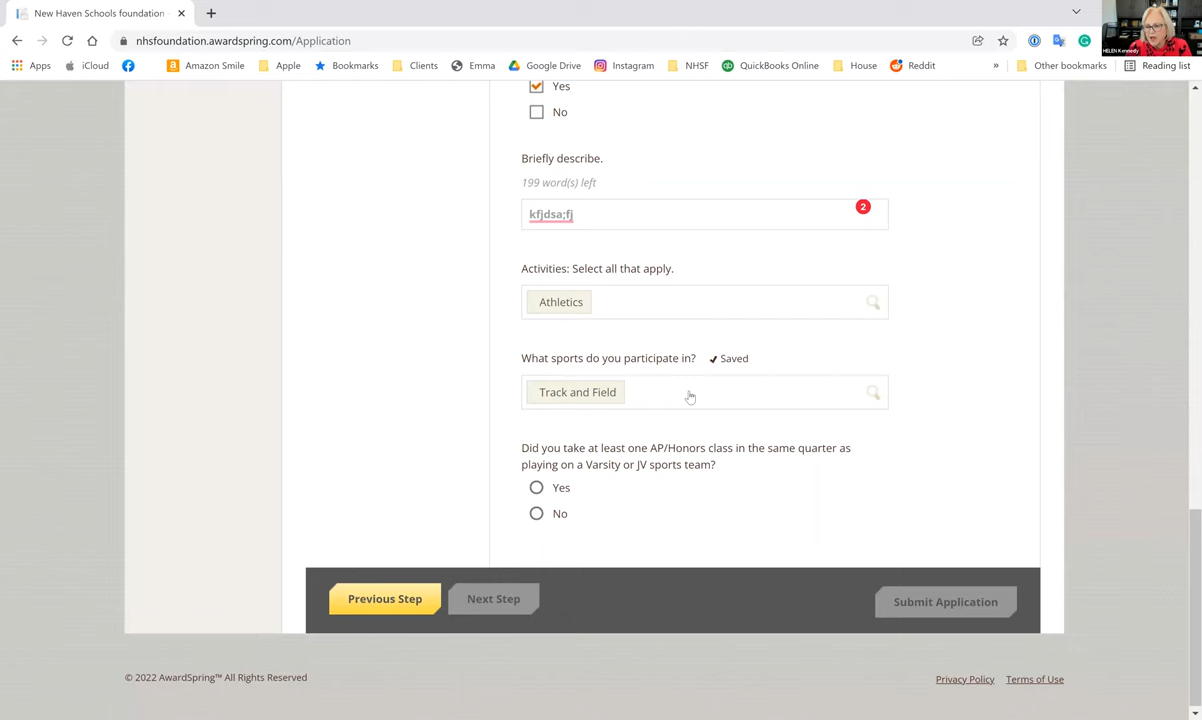 New Haven Schools foundation
nhsfoundation.awardspring.com/Application
Apps
iCloud
Amazon Smile
Apple
Bookmarks
Clients
Emma
Google Drive
Instagram
NHSF
QuickBooks Online
House
Reddit
»
Other bookmarks
Reading list
HELEN Kennedy
Yes
No
Briefly describe.
199 word(s) left
kfjdsa;fj
2
Activities: Select all that apply.
Athletics
What sports do you participate in? ✔ Saved
Track and Field
Did you take at least one AP/Honors class in the same quarter as
playing on a Varsity or JV sports team?
Yes
No
Previous Step
Next Step
Submit Application
© 2022 AwardSpring™ All Rights Reserved
Privacy Policy
Terms of Use